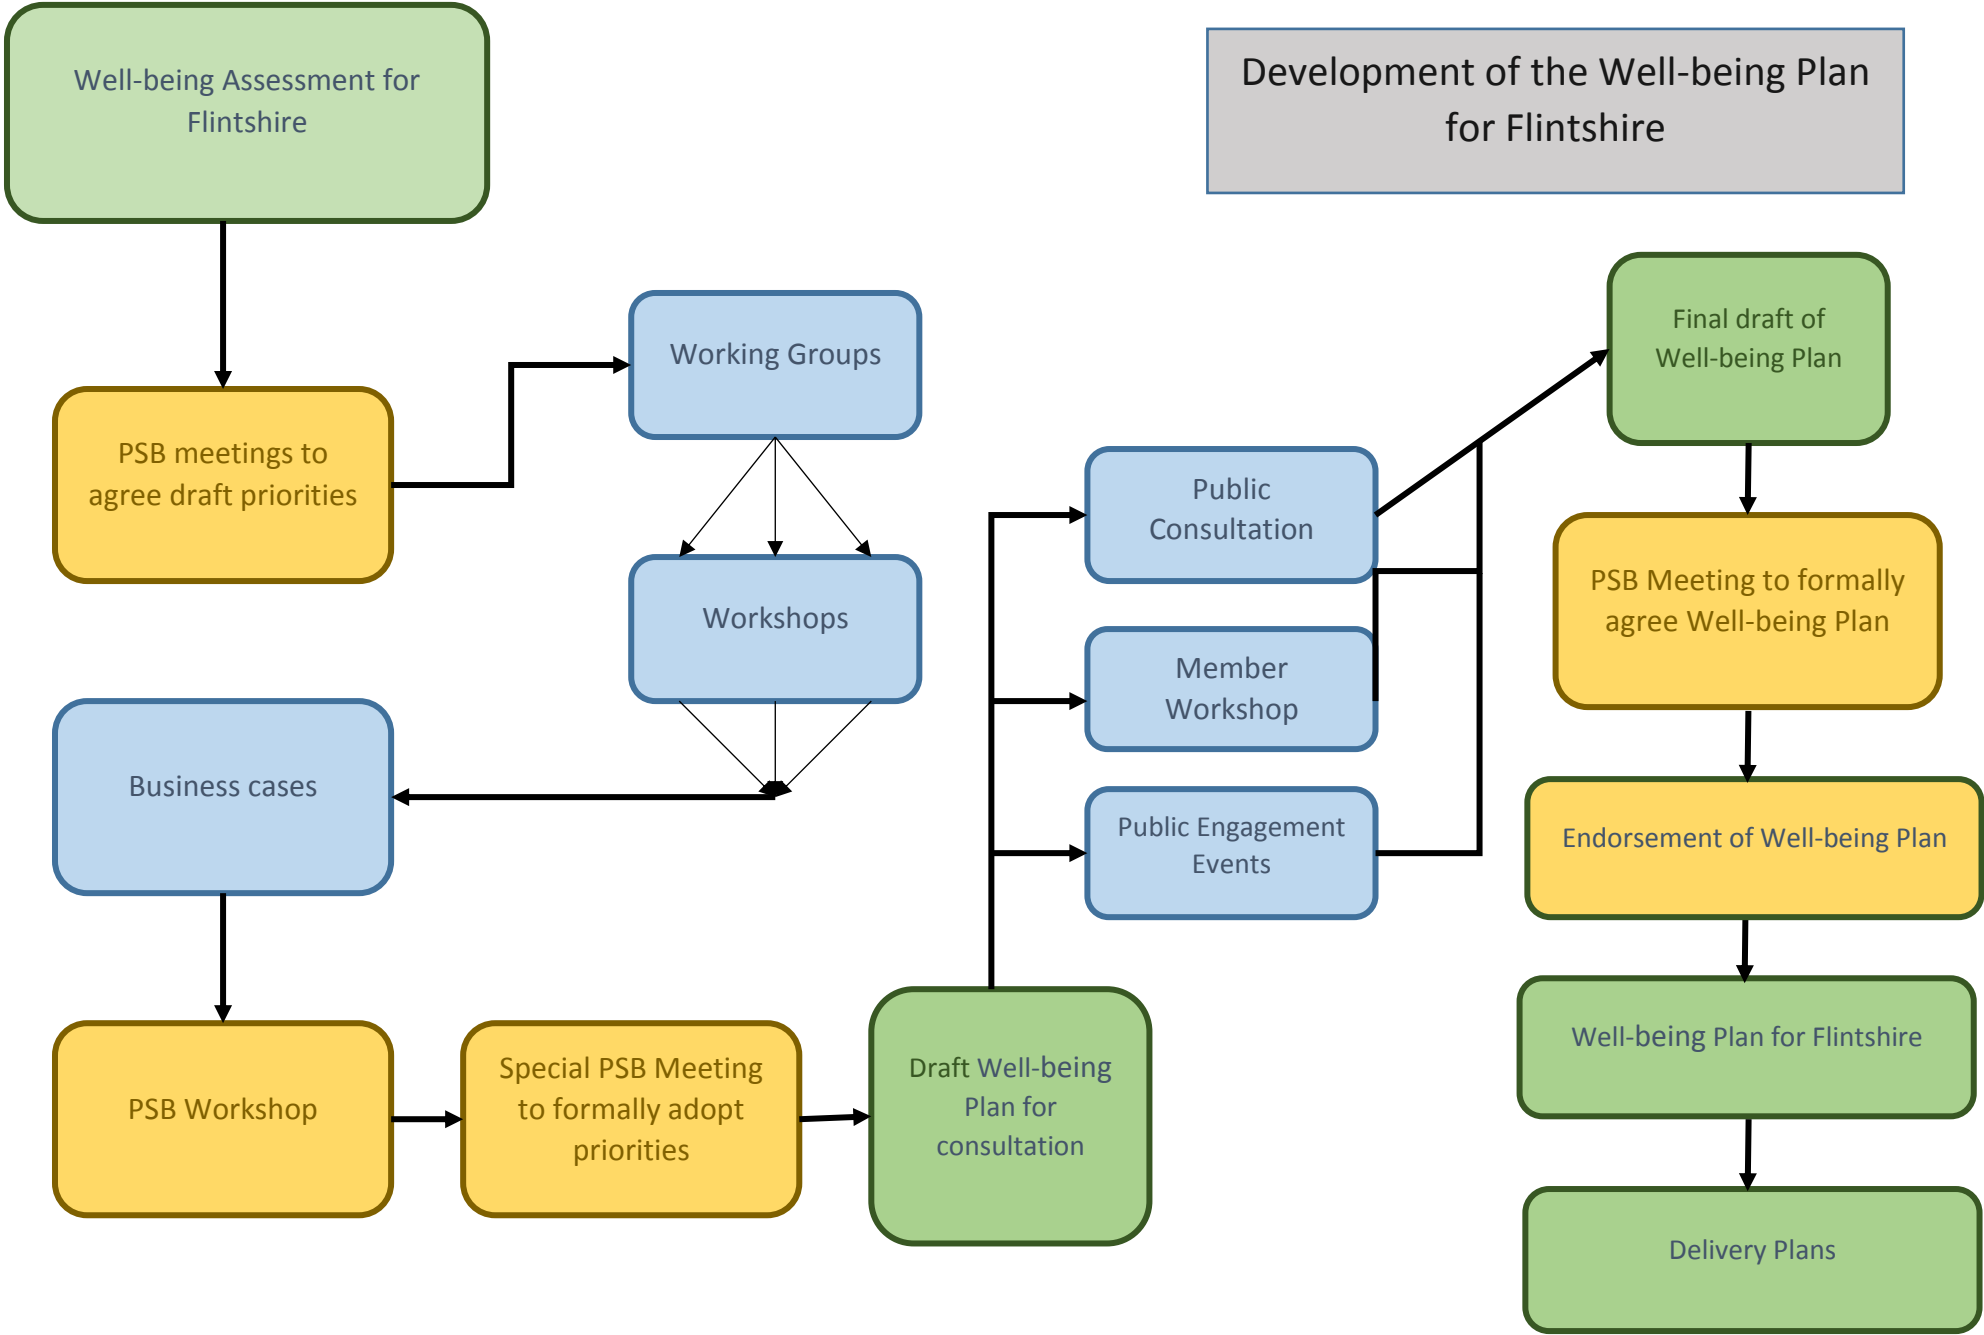 Well-being Assessment for
Flintshire
Development of the Well-being Plan
for Flintshire
PSB meetings to
agree draft priorities
Working Groups
Workshops
Business cases
PSB Workshop
Special PSB Meeting
to formally adopt
priorities
Draft Well-being
Plan for
consultation
Public
Consultation
Member
Workshop
Public Engagement
Events
Final draft of
Well-being Plan
PSB Meeting to formally
agree Well-being Plan
Endorsement of Well-being Plan
Well-being Plan for Flintshire
Delivery Plans